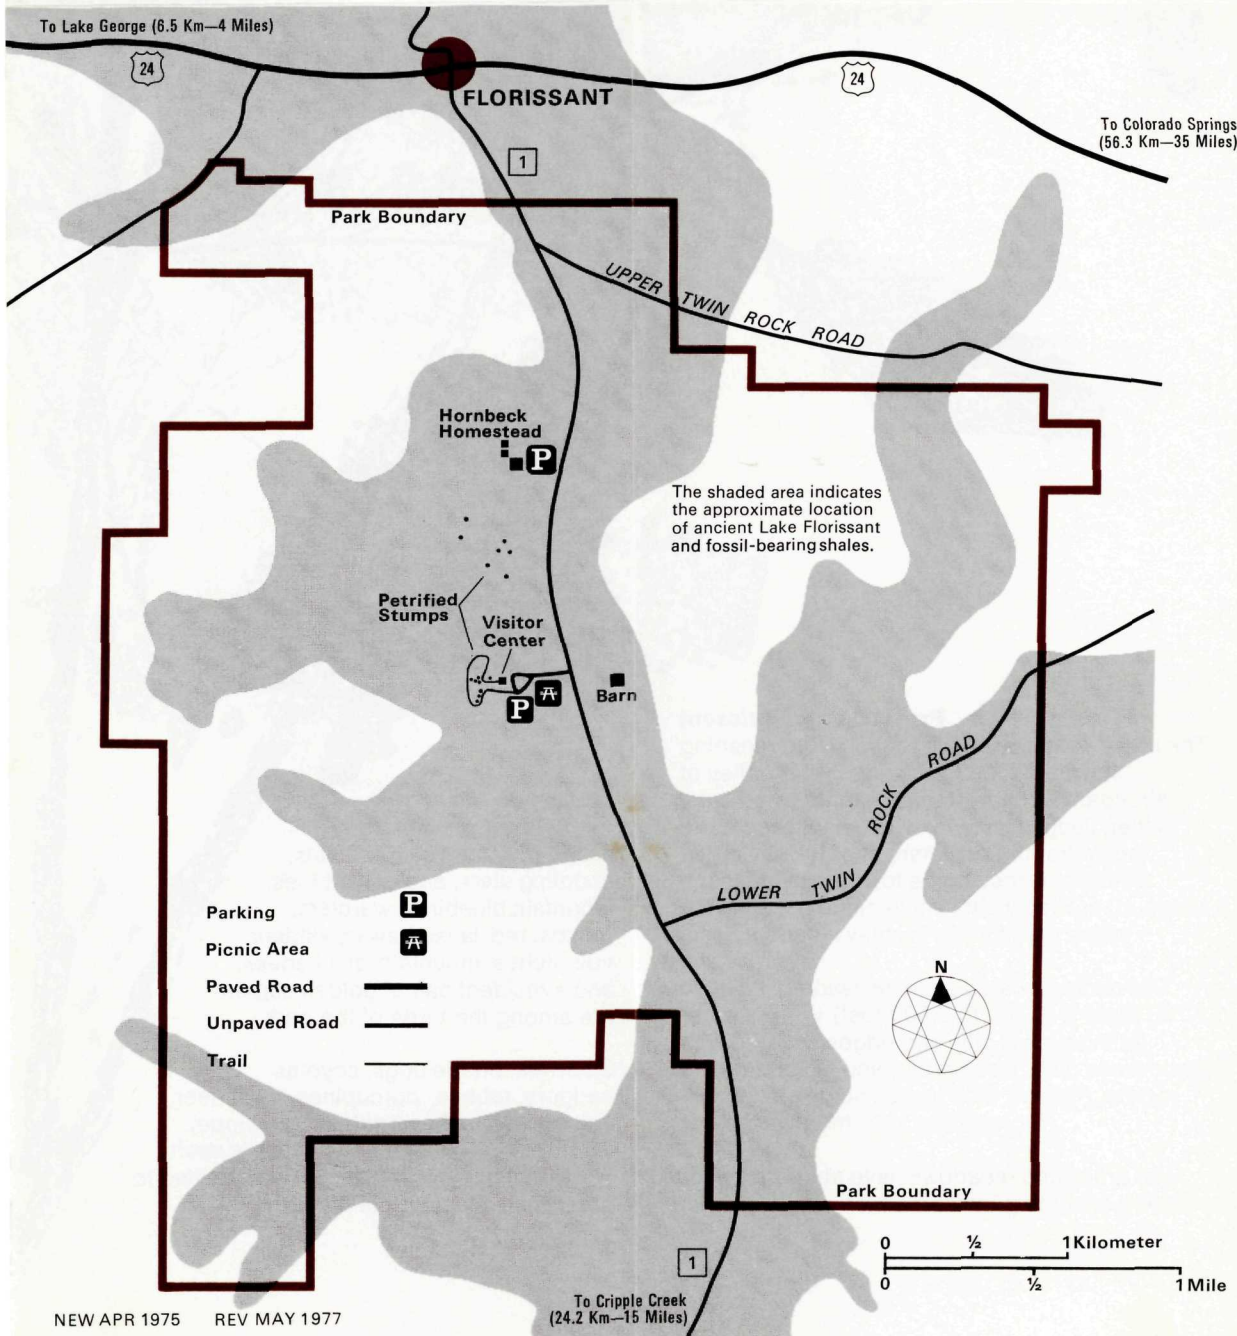 To Lake George (6.5 Km—4 Miles)
24
24
FLORISSANT
To Colorado Springs
(56.3 Km—35 Miles)
1
Park Boundary
UPPER TWIN ROCK ROAD
Hornbeck
Homestead
P
The shaded area indicates
the approximate location
of ancient Lake Florissant
and fossil-bearing shales.
Petrified
Stumps
Visitor
Center
P
Barn
LOWER TWIN ROCK ROAD
Parking P
Picnic Area
Paved Road
Unpaved Road
Trail
N
Park Boundary
0 ½ 1 Kilometer
0 ½ 1 Mile
1
To Cripple Creek
(24.2 Km—15 Miles)
NEW APR 1975 REV MAY 1977